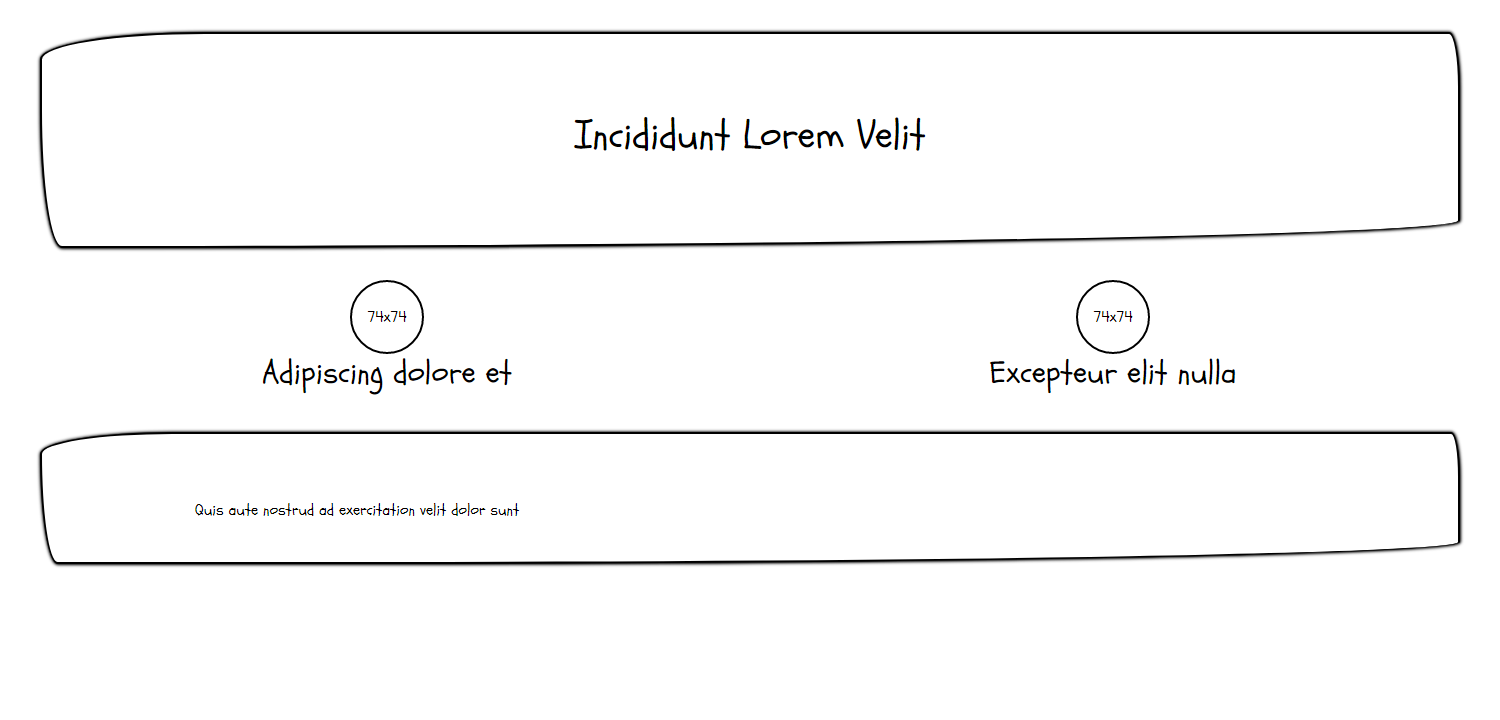 Incididunt Lorem Velit
74x74
74x74
Adipiscing dolore et
Excepteur elit nulla
Quis aute nostrud ad exercitation velit dolor sunt